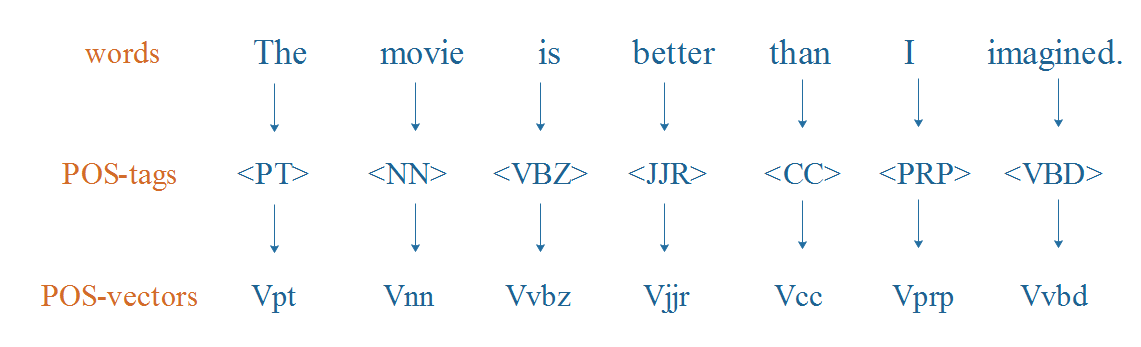 words The movie is better than I imagined.
POS-tags <PT> <NN> <VBZ> <JJR> <CC> <PRP> <VBD>
POS-vectors Vpt Vnn Vvbz Vjjr Vcc Vprp Vvbd